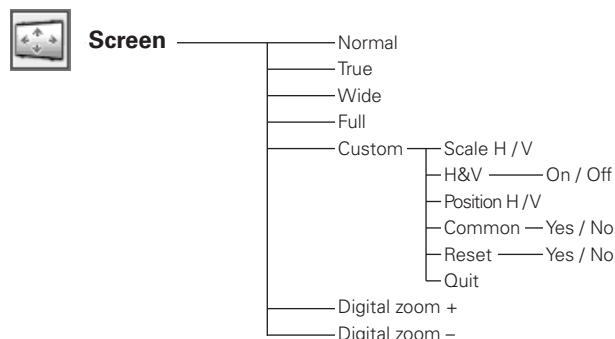 Screen
Normal
True
Wide
Full
Custom
Scale H / V
H&V On / Off
Position H /V
Common Yes / No
Reset Yes / No
Quit
Digital zoom +
Digital zoom –